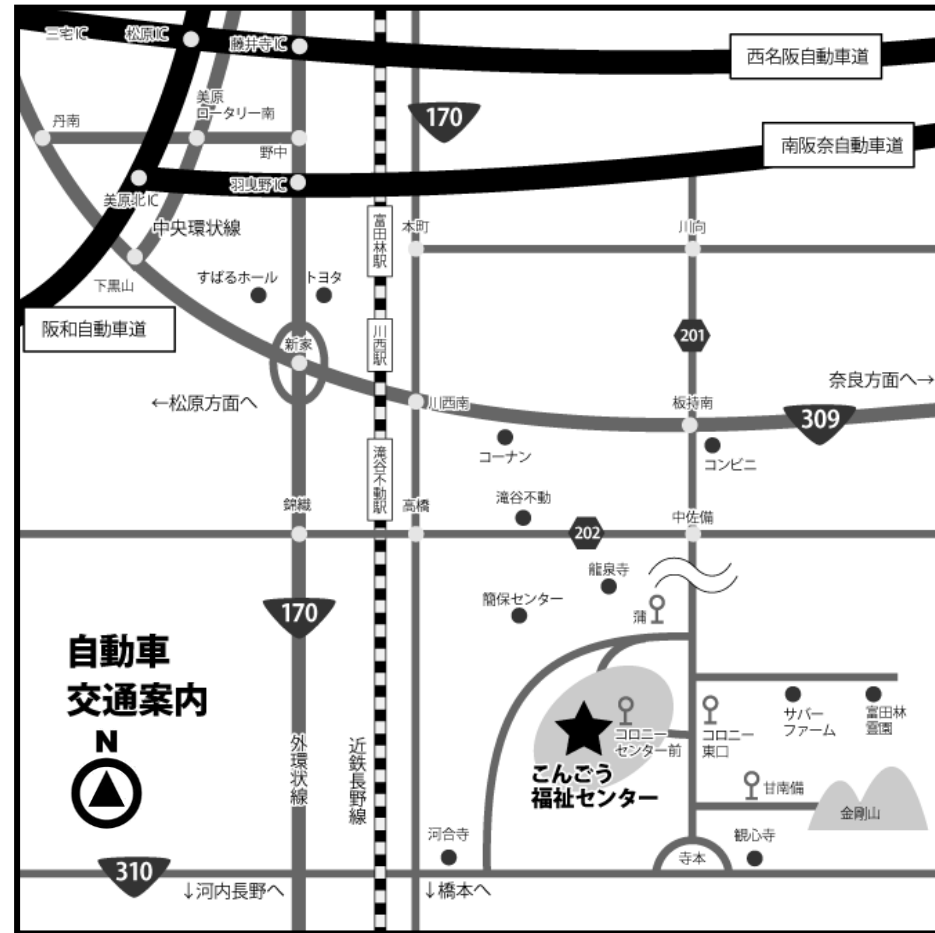 三宅IC
松原IC
藤井寺IC
西名阪自動車道
美原
ロータリー南
170
丹南
野中
南阪奈自動車道
羽曳野IC
美原北IC
中央環状線
富田林駅
本町
川向
下黒山
すばるホール
トヨタ
阪和自動車道
川西駅
新家
201
奈良方面へ→
←松原方面へ
川西南
板持南
309
コーナン
コンビニ
滝谷不動駅
錦織
高橋
滝谷不動
中佐備
202
龍泉寺
簡保センター
蒲
170
自動車
交通案内
N
コロニー
センター前
コロニー
東口
サバー
ファーム
富田林
霊園
こんごう
福祉センター
外環状線
近鉄長野線
甘南備
金剛山
河合寺
寺本
観心寺
310
↓河内長野へ
↓橋本へ